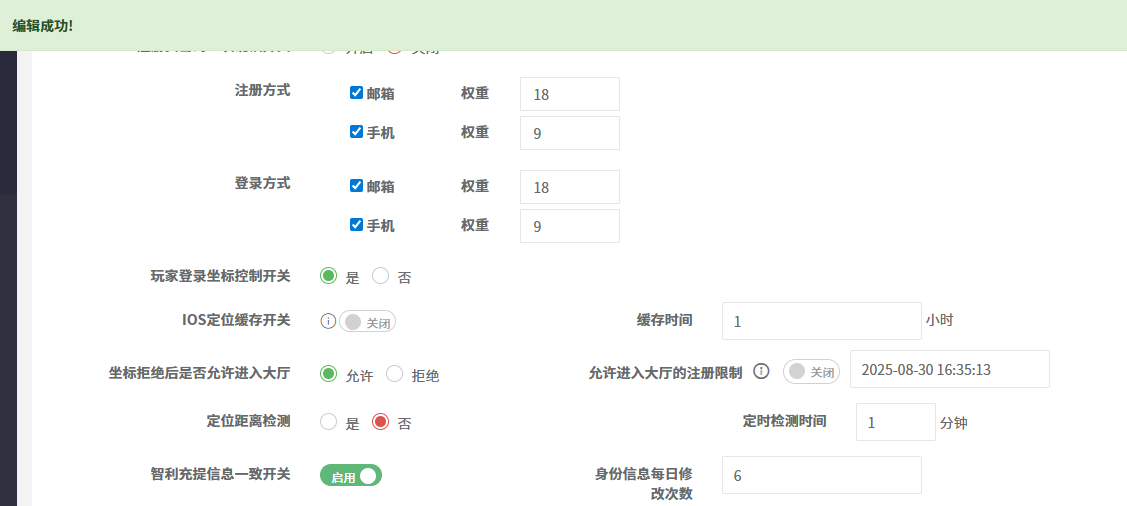 编辑成功!
开启 关闭
注册方式 邮箱 权重 18
手机 权重 9
登录方式 邮箱 权重 18
手机 权重 9
玩家登录坐标控制开关 是 否
IOS定位缓存开关 关闭 缓存时间 1 小时
坐标拒绝后是否允许进入大厅 允许 拒绝 允许进入大厅的注册限制 关闭 2025-08-30 16:35:13
定位距离检测 是 否 定时检测时间 1 分钟
智利充提信息一致开关 启用 身份信息每日修
改次数 6